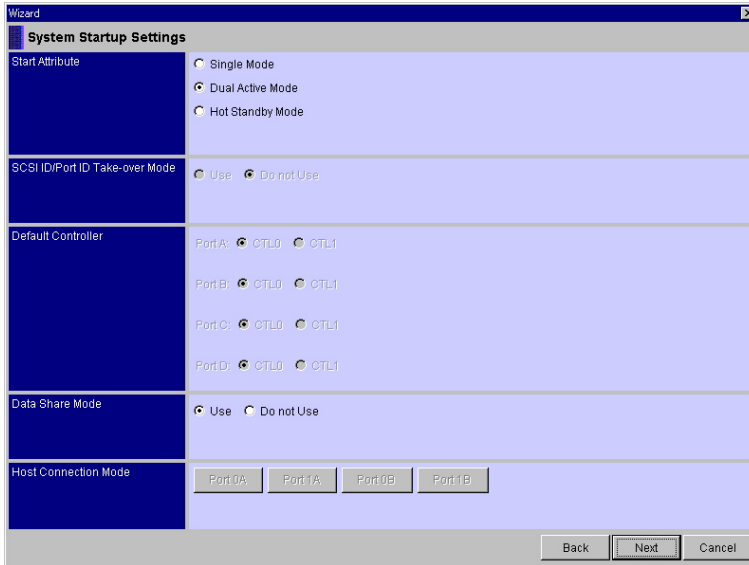 Wizard
System Startup Settings
Start Attribute
Single Mode
Dual Active Mode
Hot Standby Mode
SCSI ID/Port ID Take-over Mode
Use Do not Use
Default Controller
Port A: CTL0 CTL1
Port B: CTL0 CTL1
Port C: CTL0 CTL1
Port D: CTL0 CTL1
Data Share Mode
Use Do not Use
Host Connection Mode
Port 0A Port 1A Port 0B Port 1B
Back Next Cancel